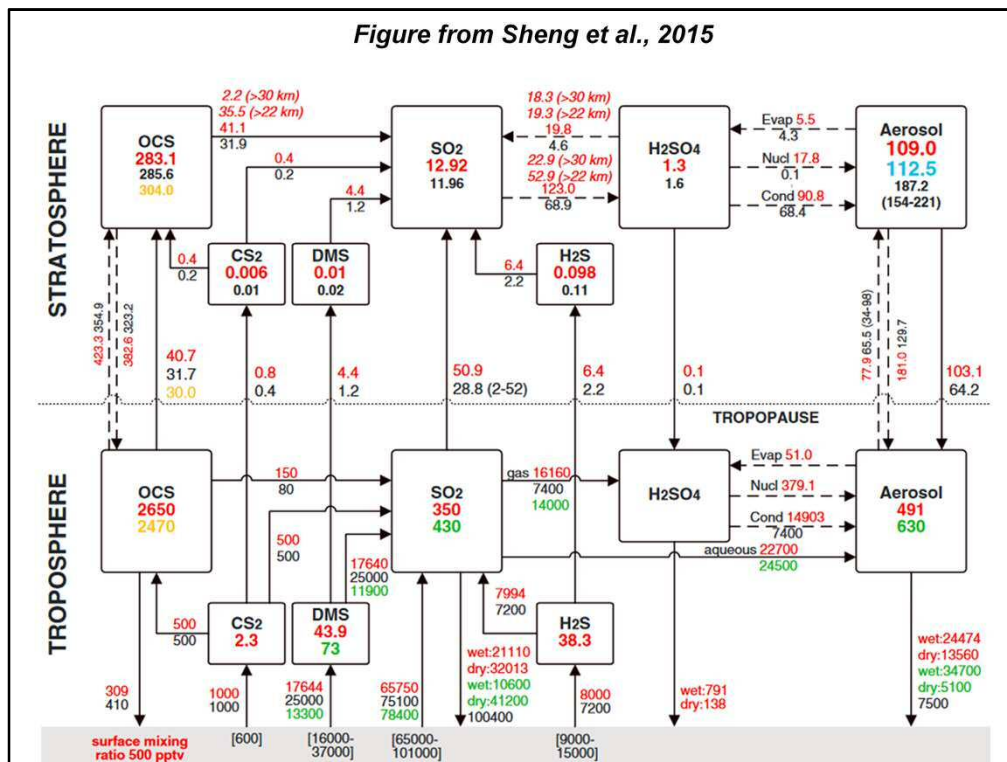 Figure from Sheng et al., 2015
STRATOSPHERE
OCS
283.1
285.6
304.0
2.2 (>30 km)
35.5 (>22 km)
41.1
31.9
SO2
12.92
11.96
18.3 (>30 km)
19.3 (>22 km)
19.8
4.6
22.9 (>30 km)
52.9 (>22 km)
123.0
68.9
H2SO4
1.3
1.6
Evap 5.5
4.3
Nucl 17.8
0.1
Cond 90.8
68.4
Aerosol
109.0
112.5
187.2
(154-221)
0.4
0.2
4.4
1.2
0.4
0.2
CS2
0.006
0.01
DMS
0.01
0.02
6.4
2.2
H2S
0.098
0.11
423.3 354.9
382.6 323.2
40.7
31.7
30.0
0.8
0.4
4.4
1.2
50.9
28.8 (2-52)
6.4
2.2
0.1
0.1
77.9 65.5 (34-98)
181.0 129.7
103.1
64.2
TROPOPAUSE
TROPOSPHERE
OCS
2650
2470
150
80
500
500
SO2
350
430
gas 16160
7400
14000
H2SO4
Evap 51.0
Nucl 379.1
Cond 14903
7400
Aerosol
491
630
aqueous 22700
24500
17640
25000
11900
7994
7200
500
500
CS2
2.3
DMS
43.9
73
H2S
38.3
309
410
1000
1000
17644
25000
13300
65750
75100
78400
wet:21110
dry:32013
wet:10600
dry:41200
100400
8000
7200
wet:791
dry:138
wet:24474
dry:13560
wet:34700
dry:5100
7500
surface mixing
ratio 500 pptv
[600]
[16000-
37000]
[65000-
101000]
[9000-
15000]